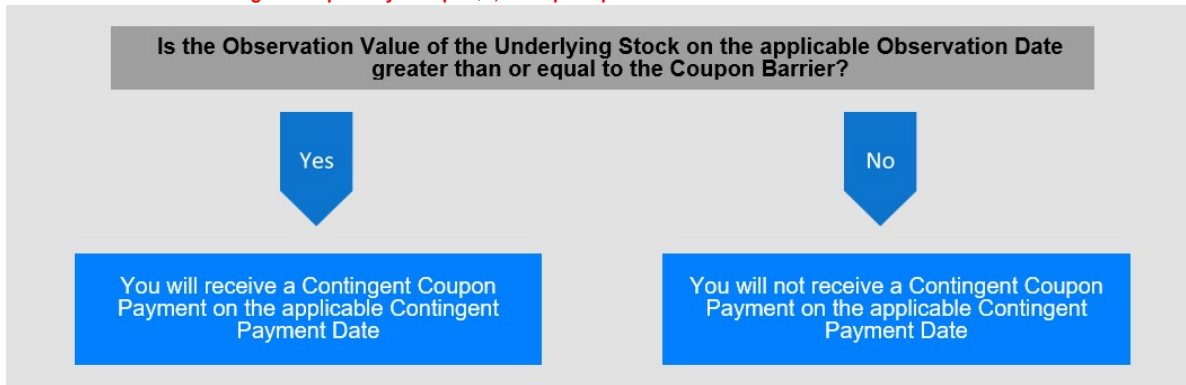 Is the Observation Value of the Underlying Stock on the applicable Observation Date
greater than or equal to the Coupon Barrier?
Yes
No
You will receive a Contingent Coupon
Payment on the applicable Contingent
Payment Date
You will not receive a Contingent Coupon
Payment on the applicable Contingent
Payment Date